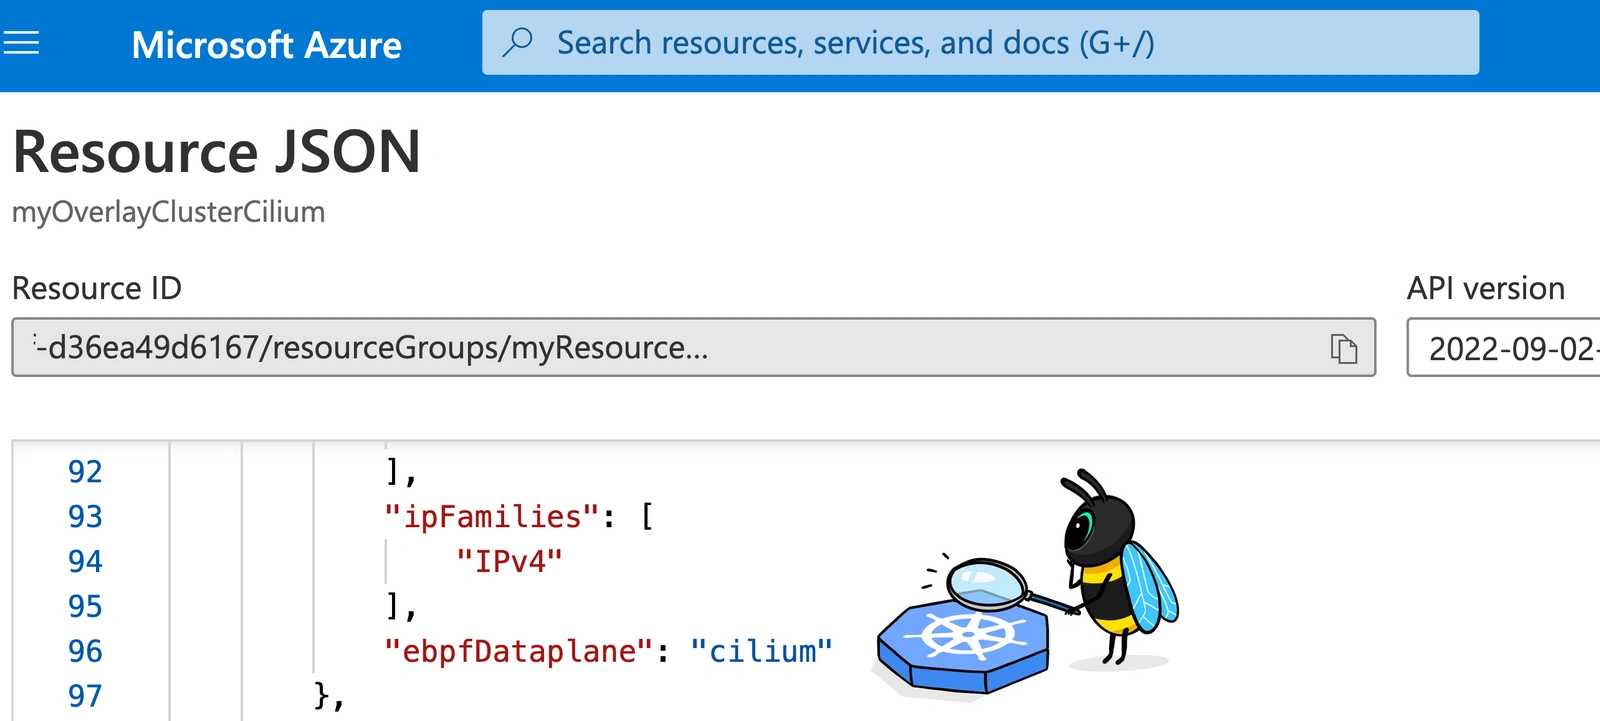 Microsoft Azure
Search resources, services, and docs (G+/)
Resource JSON
myOverlayClusterCilium
Resource ID
API version
-d36ea49d6167/resourceGroups/myResource...
2022-09-02-
92 ],
93 "ipFamilies": [
94 "IPv4"
95 ],
96 "ebpfDataplane": "cilium"
97 },